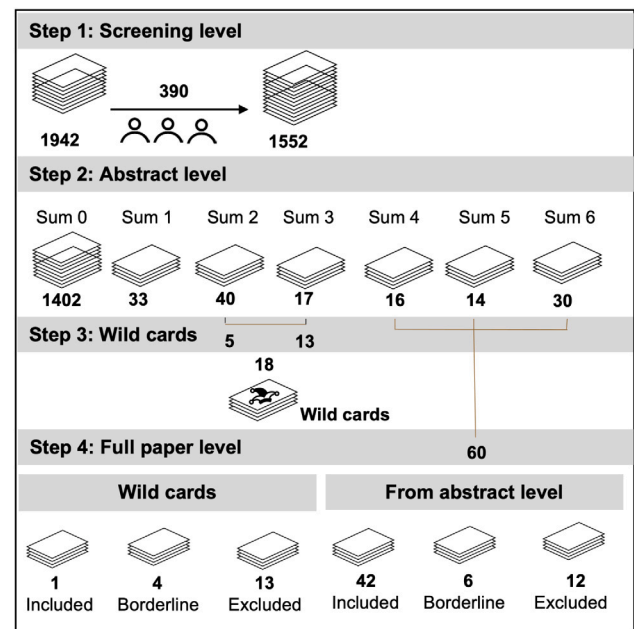 Step 1: Screening level
390
1942 1552
Step 2: Abstract level
Sum 0 Sum 1 Sum 2 Sum 3 Sum 4 Sum 5 Sum 6
1402 33 40 17 16 14 30
Step 3: Wild cards 5 13
18
Wild cards
Step 4: Full paper level 60
Wild cards From abstract level
1 4 13 42 6 12
Included Borderline Excluded Included Borderline Excluded